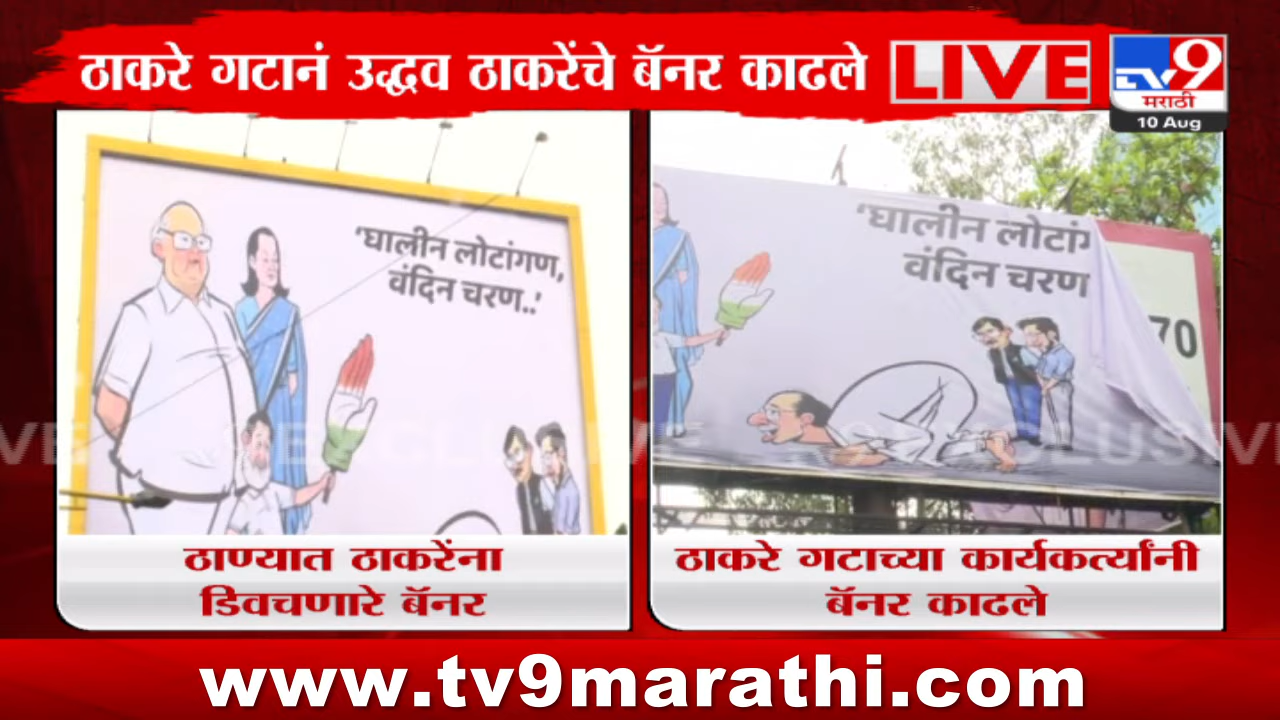 ठाकरे गटानं उद्धव ठाकरेंचे बॅनर काढले
LIVE
TV9
मराठी
10 Aug
'घालीन लोटांगण,
वंदिन चरण..'
'घालीन लोटांग
वंदिन चरण
70
EXCLUSIVE
ठाण्यात ठाकरेंना
डिवचणारे बॅनर
ठाकरे गटाच्या कार्यकर्त्यांनी
बॅनर काढले
www.tv9marathi.com